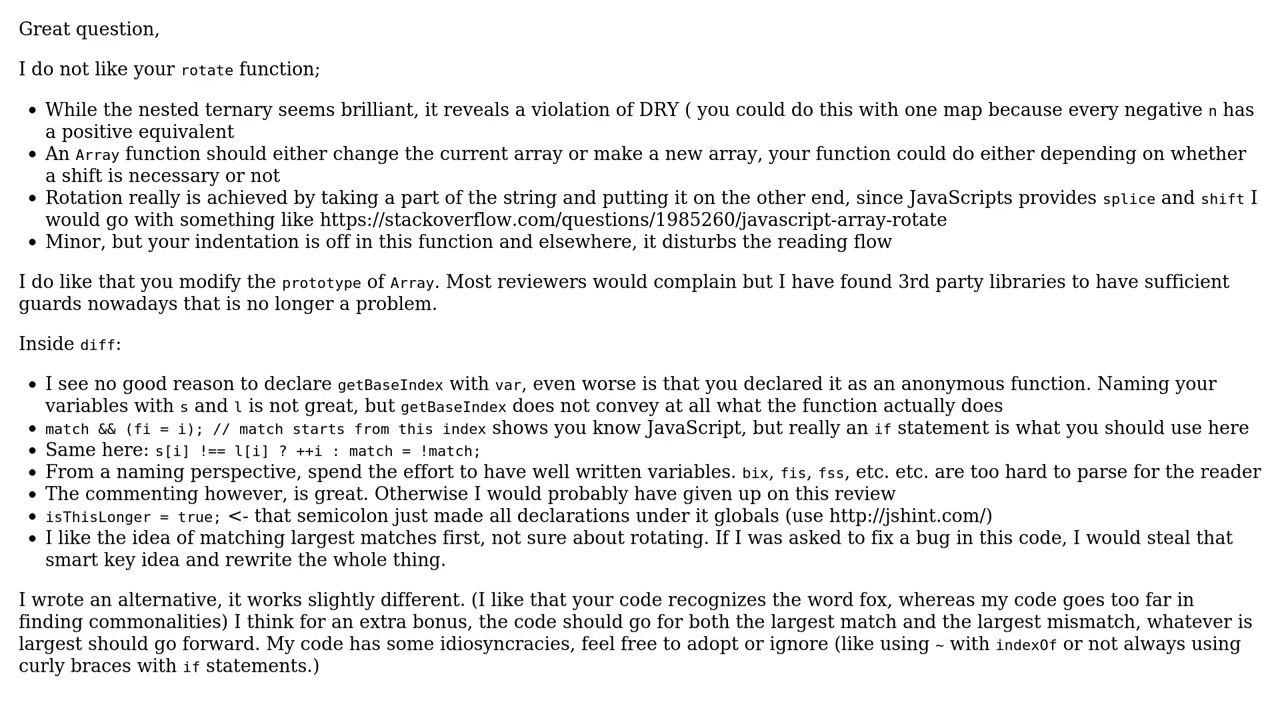 Great question,
I do not like your rotate function;
• While the nested ternary seems brilliant, it reveals a violation of DRY ( you could do this with one map because every negative n has
a positive equivalent
• An Array function should either change the current array or make a new array, your function could do either depending on whether
a shift is necessary or not
• Rotation really is achieved by taking a part of the string and putting it on the other end, since JavaScripts provides splice and shift I
would go with something like https://stackoverflow.com/questions/1985260/javascript-array-rotate
• Minor, but your indentation is off in this function and elsewhere, it disturbs the reading flow
I do like that you modify the prototype of Array. Most reviewers would complain but I have found 3rd party libraries to have sufficient
guards nowadays that is no longer a problem.
Inside diff:
• I see no good reason to declare getBaseIndex with var, even worse is that you declared it as an anonymous function. Naming your
variables with s and l is not great, but getBaseIndex does not convey at all what the function actually does
• match && (fi = i); // match starts from this index shows you know JavaScript, but really an if statement is what you should use here
• Same here: s[i] !== l[i] ? ++i : match = !match;
• From a naming perspective, spend the effort to have well written variables. bix, fis, fss, etc. etc. are too hard to parse for the reader
• The commenting however, is great. Otherwise I would probably have given up on this review
• isThisLonger = true; <- that semicolon just made all declarations under it globals (use http://jshint.com/)
• I like the idea of matching largest matches first, not sure about rotating. If I was asked to fix a bug in this code, I would steal that
smart key idea and rewrite the whole thing.
I wrote an alternative, it works slightly different. (I like that your code recognizes the word fox, whereas my code goes too far in
finding commonalities) I think for an extra bonus, the code should go for both the largest match and the largest mismatch, whatever is
largest should go forward. My code has some idiosyncracies, feel free to adopt or ignore (like using ~ with indexOf or not always using
curly braces with if statements.)